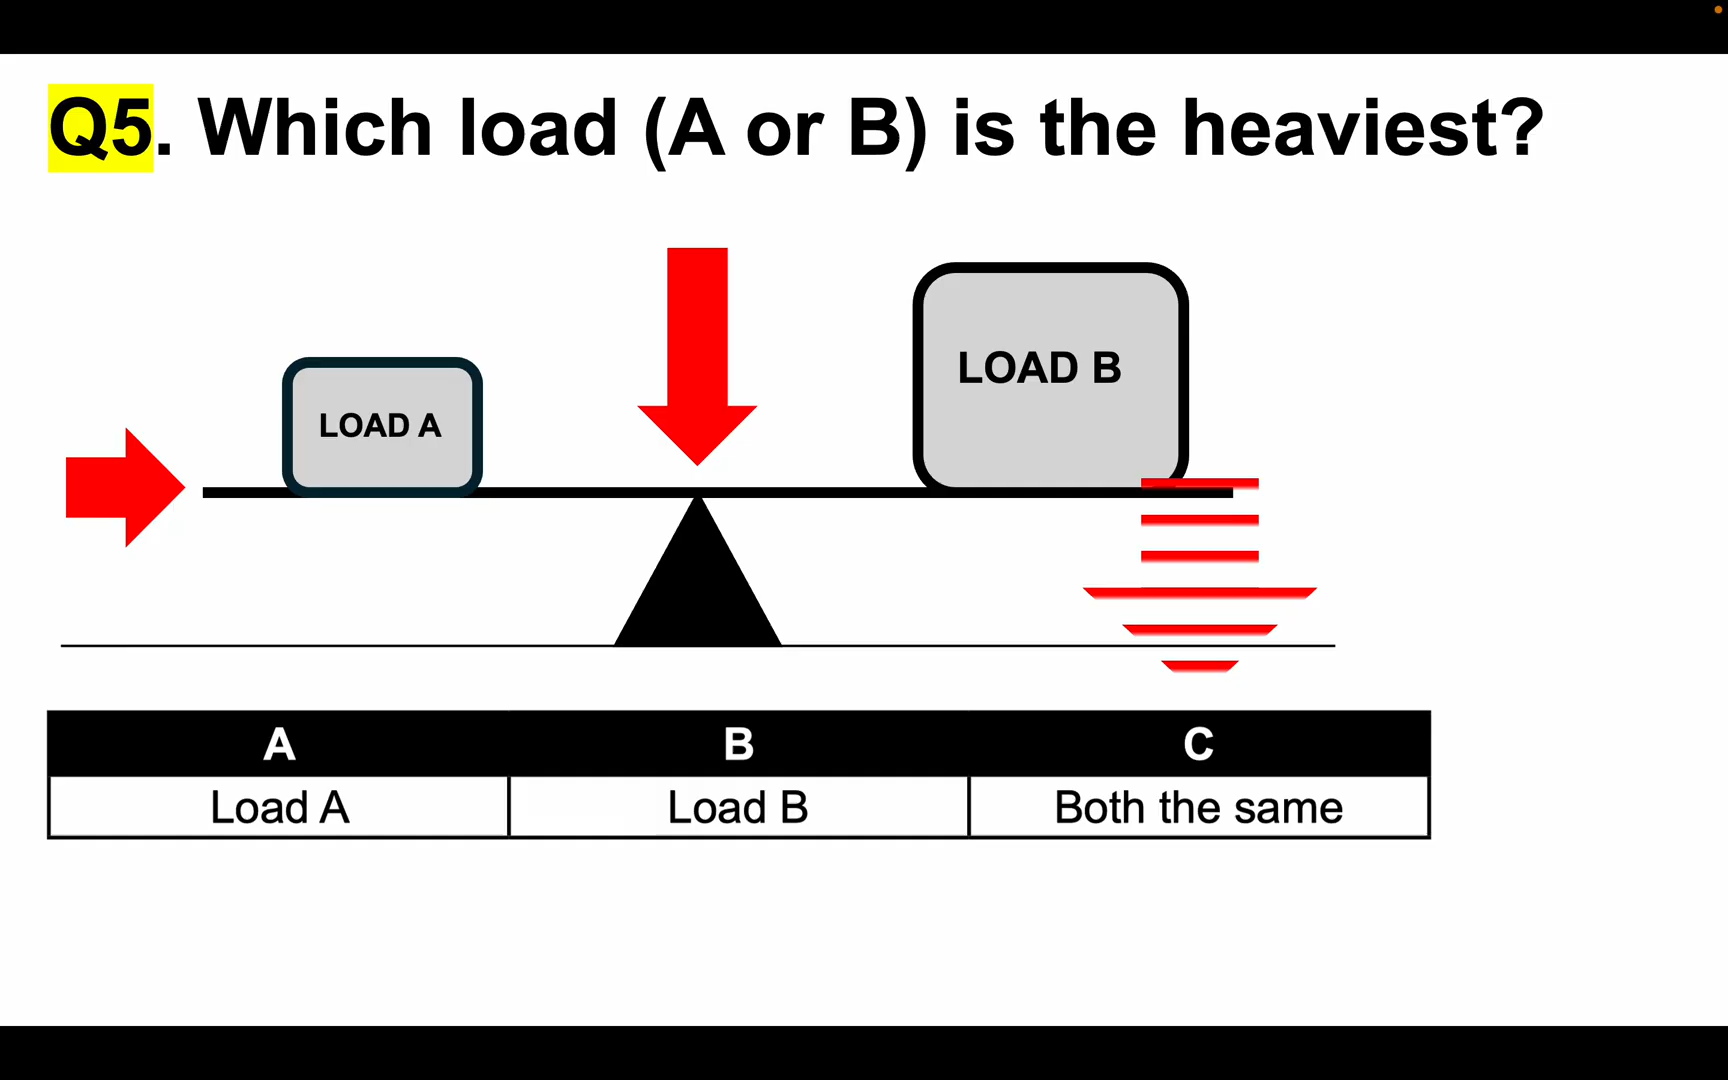 Q5. Which load (A or B) is the heaviest?
LOAD A
LOAD B
A B C
Load A Load B Both the same